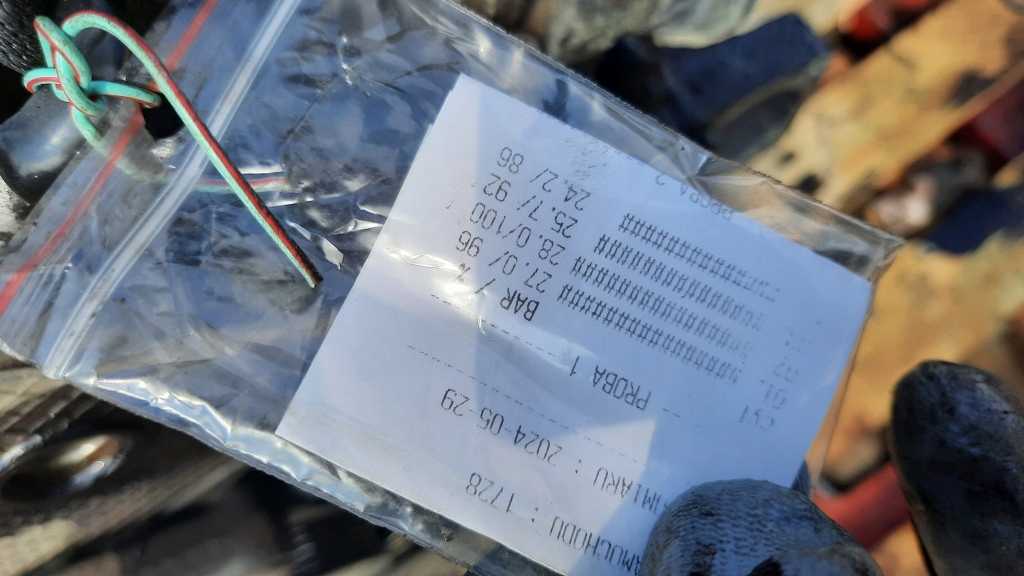 AMOCHODU : 1728
MIARU : 2024-05-29
PROBA 1
Cyl BAR / %
01 27.0/ 96
02 28.0/100
25.7/ 92
24.2/ 86
PROBA 2